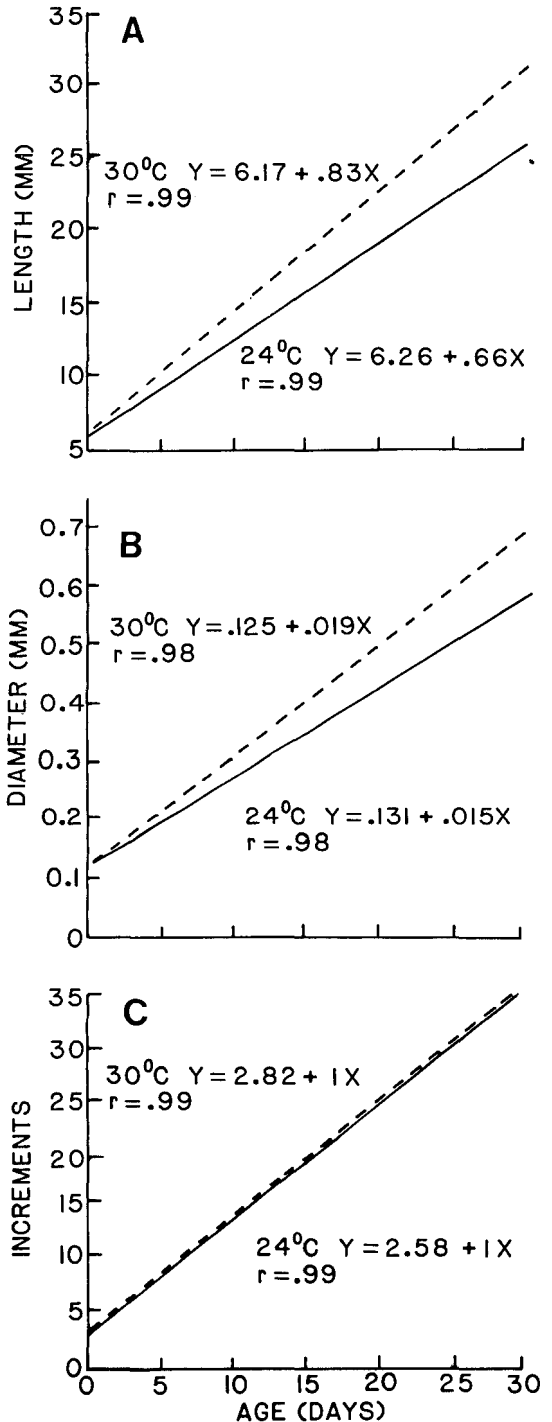 A
35
30
25
20
15
10
5
LENGTH (MM)
30⁰C Y = 6.17 + .83X
r = .99
24⁰C Y = 6.26 + .66X
r = .99
B
0.7
0.6
0.5
0.4
0.3
0.2
0.1
0
DIAMETER (MM)
30⁰C Y = .125 + .019X
r = .98
24⁰C Y = .131 + .015X
r = .98
C
35
30
25
20
15
10
5
0
INCREMENTS
30⁰C Y = 2.82 + 1X
r = .99
24⁰C Y = 2.58 + 1X
r = .99
0 5 10 15 20 25 30
AGE (DAYS)